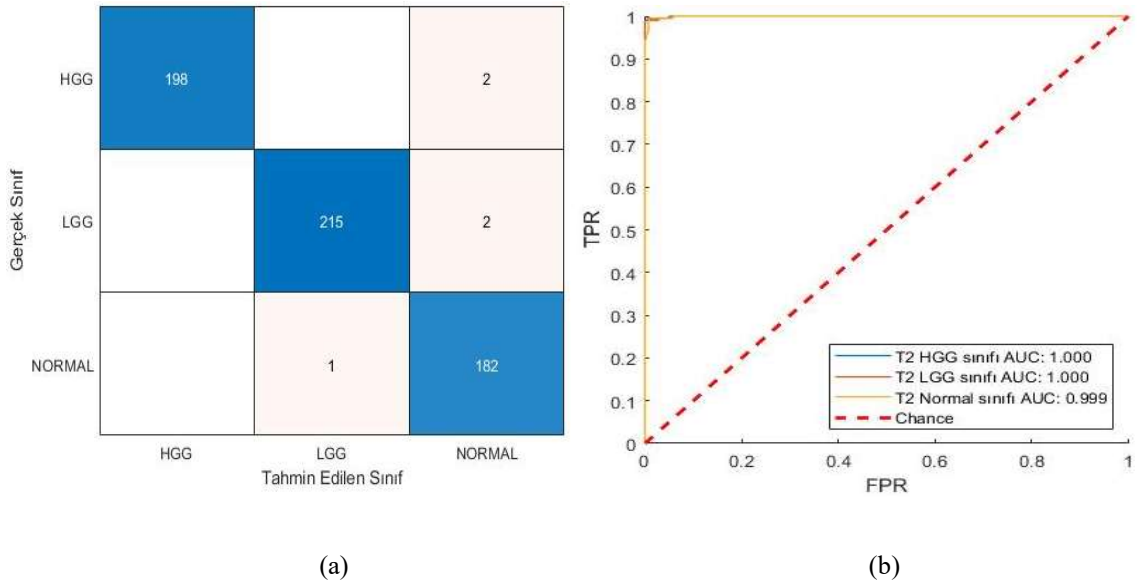 HGG
198
2
LGG
215
2
NORMAL
1
182
HGG
LGG
NORMAL
Gerçek Sınıf
Tahmin Edilen Sınıf
(a)
1
0.9
0.8
0.7
0.6
0.5
0.4
0.3
0.2
0.1
0
TPR
T2 HGG sınıfı AUC: 1.000
T2 LGG sınıfı AUC: 1.000
T2 Normal sınıfı AUC: 0.999
Chance
0
0.2
0.4
0.6
0.8
1
FPR
(b)